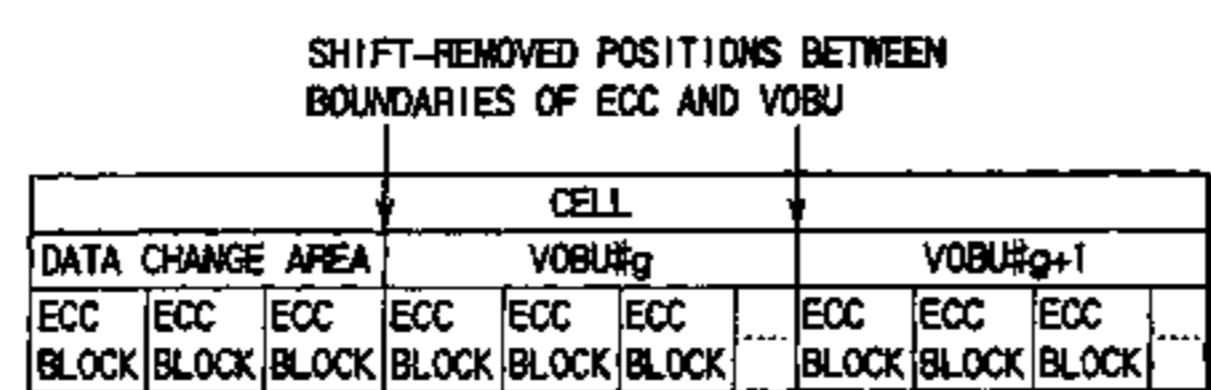 SHIFT-REMOVED POSITIONS BETWEEN
BOUNDARIES OF ECC AND VOBU
CELL
DATA CHANGE AREA VOBU#g VOBU#g+1
ECC ECC ECC ECC ECC ECC ..... ECC ECC ECC .....
BLOCK BLOCK BLOCK BLOCK BLOCK BLOCK BLOCK BLOCK BLOCK